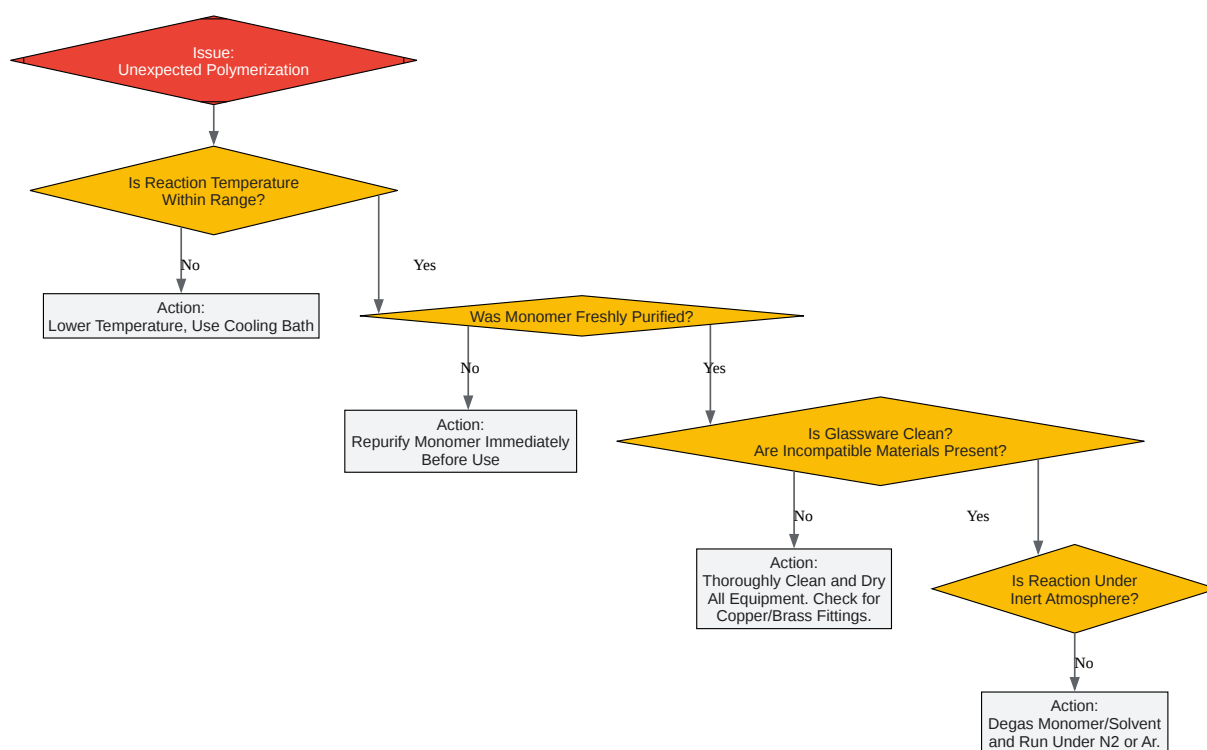 Issue:
Unexpected Polymerization
Is Reaction Temperature
Within Range?
No
Yes
Action:
Lower Temperature, Use Cooling Bath
Was Monomer Freshly Purified?
No
Yes
Action:
Repurify Monomer Immediately
Before Use
Is Glassware Clean?
Are Incompatible Materials Present?
No
Yes
Action:
Thoroughly Clean and Dry
All Equipment. Check for
Copper/Brass Fittings.
Is Reaction Under
Inert Atmosphere?
No
Action:
Degas Monomer/Solvent
and Run Under N2 or Ar.